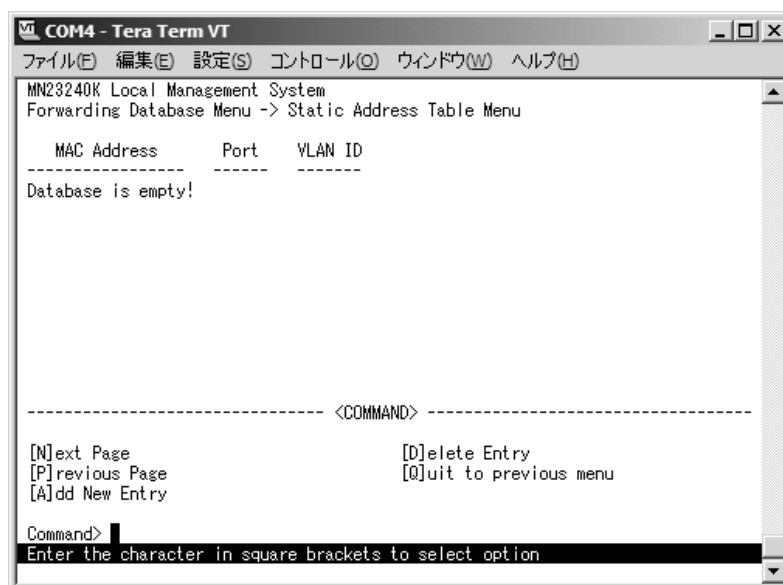 COM4 - Tera Term VT
ファイル(F) 編集(E) 設定(S) コントロール(O) ウィンドウ(W) ヘルプ(H)
MN23240K Local Management System
Forwarding Database Menu -> Static Address Table Menu
MAC Address Port VLAN ID
----------------- ------ -------
Database is empty!
-------------------------------- <COMMAND> ---------------------------------
[N]ext Page [D]elete Entry
[P]revious Page [Q]uit to previous menu
[A]dd New Entry
Command>
Enter the character in square brackets to select option